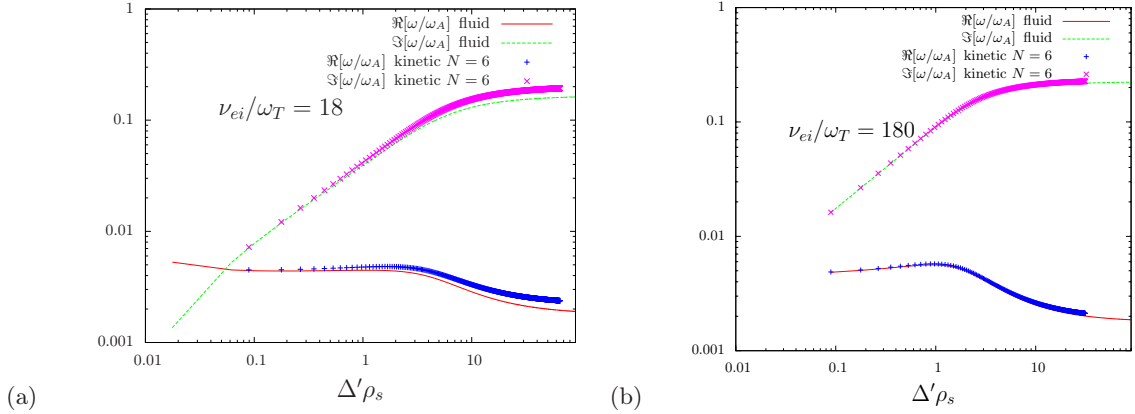 ℜ[ω/ω_A] fluid
ℑ[ω/ω_A] fluid
ℜ[ω/ω_A] kinetic N = 6
ℑ[ω/ω_A] kinetic N = 6
ν_ei/ω_T = 18
1
0.1
0.01
0.001
0.01 0.1 1 10
Δ′ρ_s
(a)
ℜ[ω/ω_A] fluid
ℑ[ω/ω_A] fluid
ℜ[ω/ω_A] kinetic N = 6
ℑ[ω/ω_A] kinetic N = 6
ν_ei/ω_T = 180
1
0.1
0.01
0.001
0.01 0.1 1 10
Δ′ρ_s
(b)